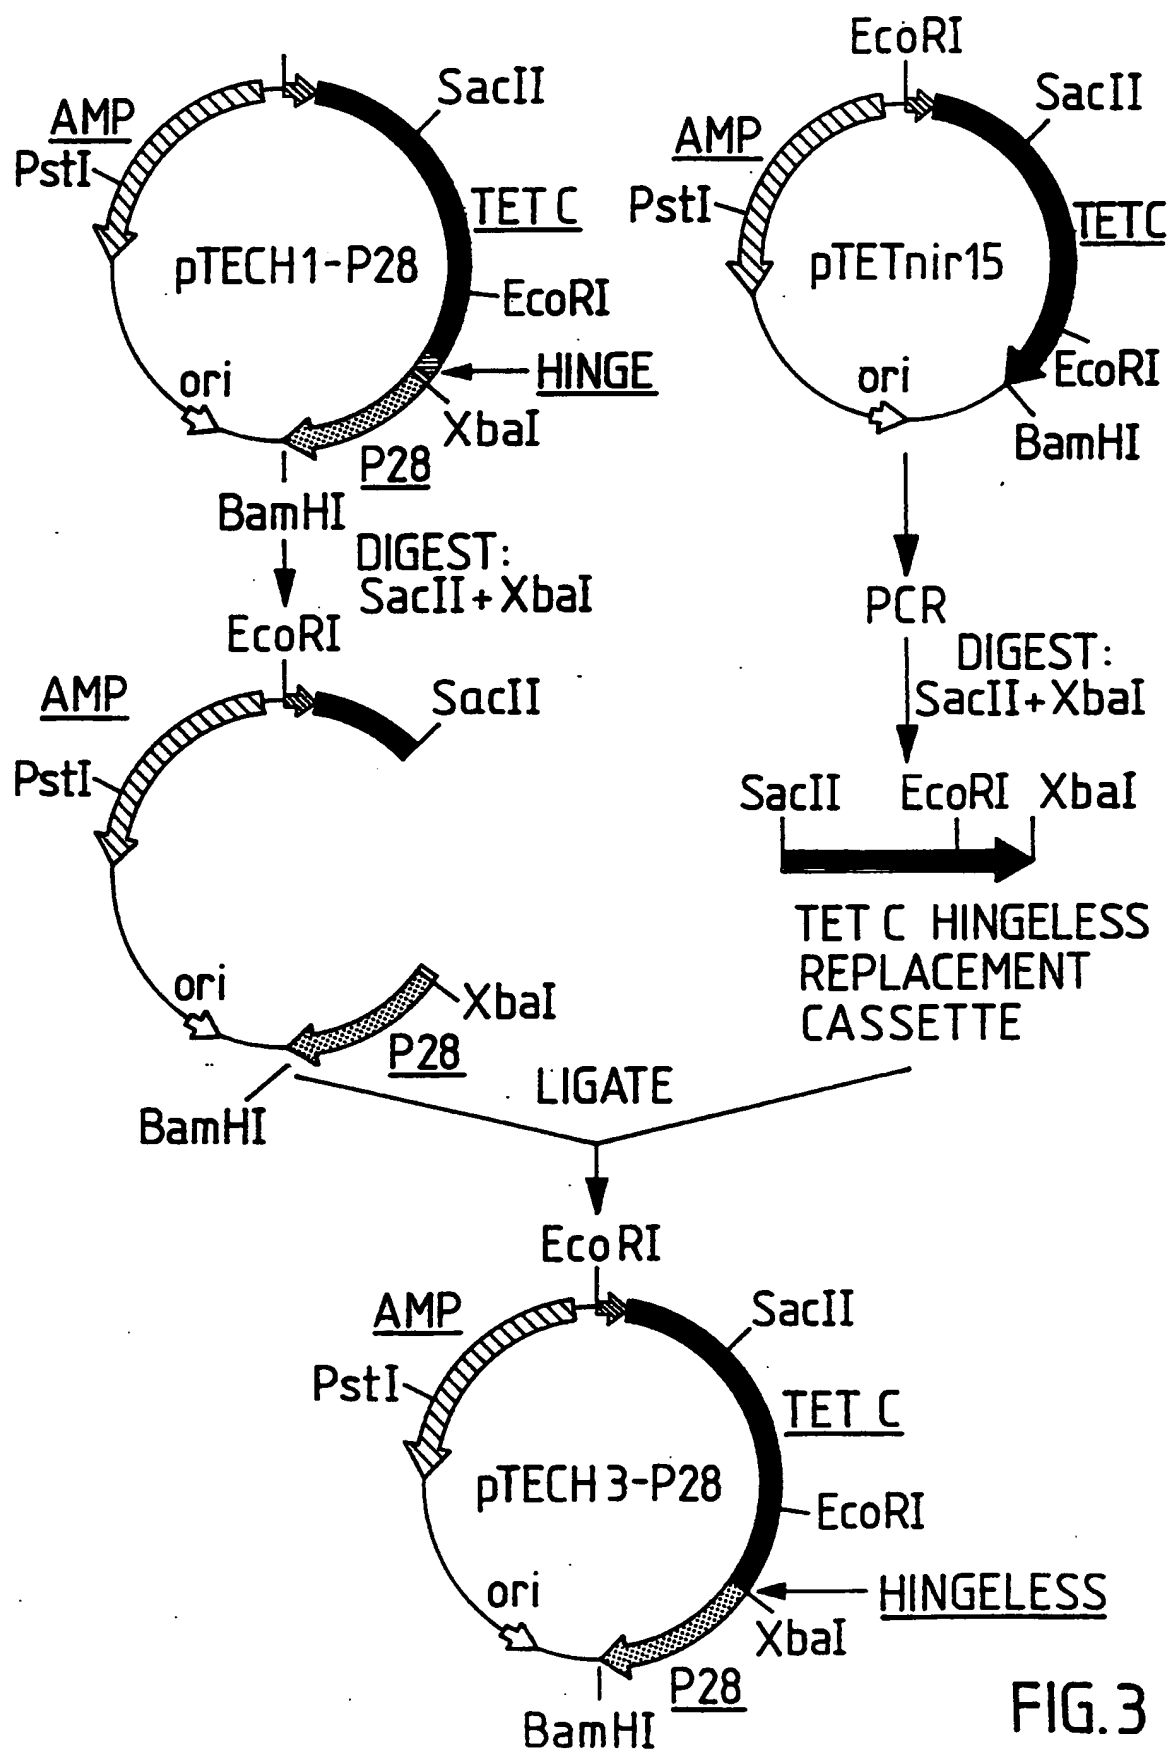 AMP
PstI
SacII
TET C
pTECH1-P28
EcoRI
HINGE
ori
XbaI
P28
BamHI
EcoRI
SacII
AMP
PstI
TETC
pTETnir15
EcoRI
ori
BamHI
DIGEST:
SacII+XbaI
PCR
DIGEST:
SacII+XbaI
EcoRI
AMP
SacII
PstI
ori
XbaI
P28
BamHI
SacII EcoRI XbaI
TET C HINGELESS
REPLACEMENT
CASSETTE
LIGATE
EcoRI
AMP
SacII
PstI
TET C
pTECH3-P28
EcoRI
ori
HINGELESS
XbaI
P28
BamHI
FIG.3